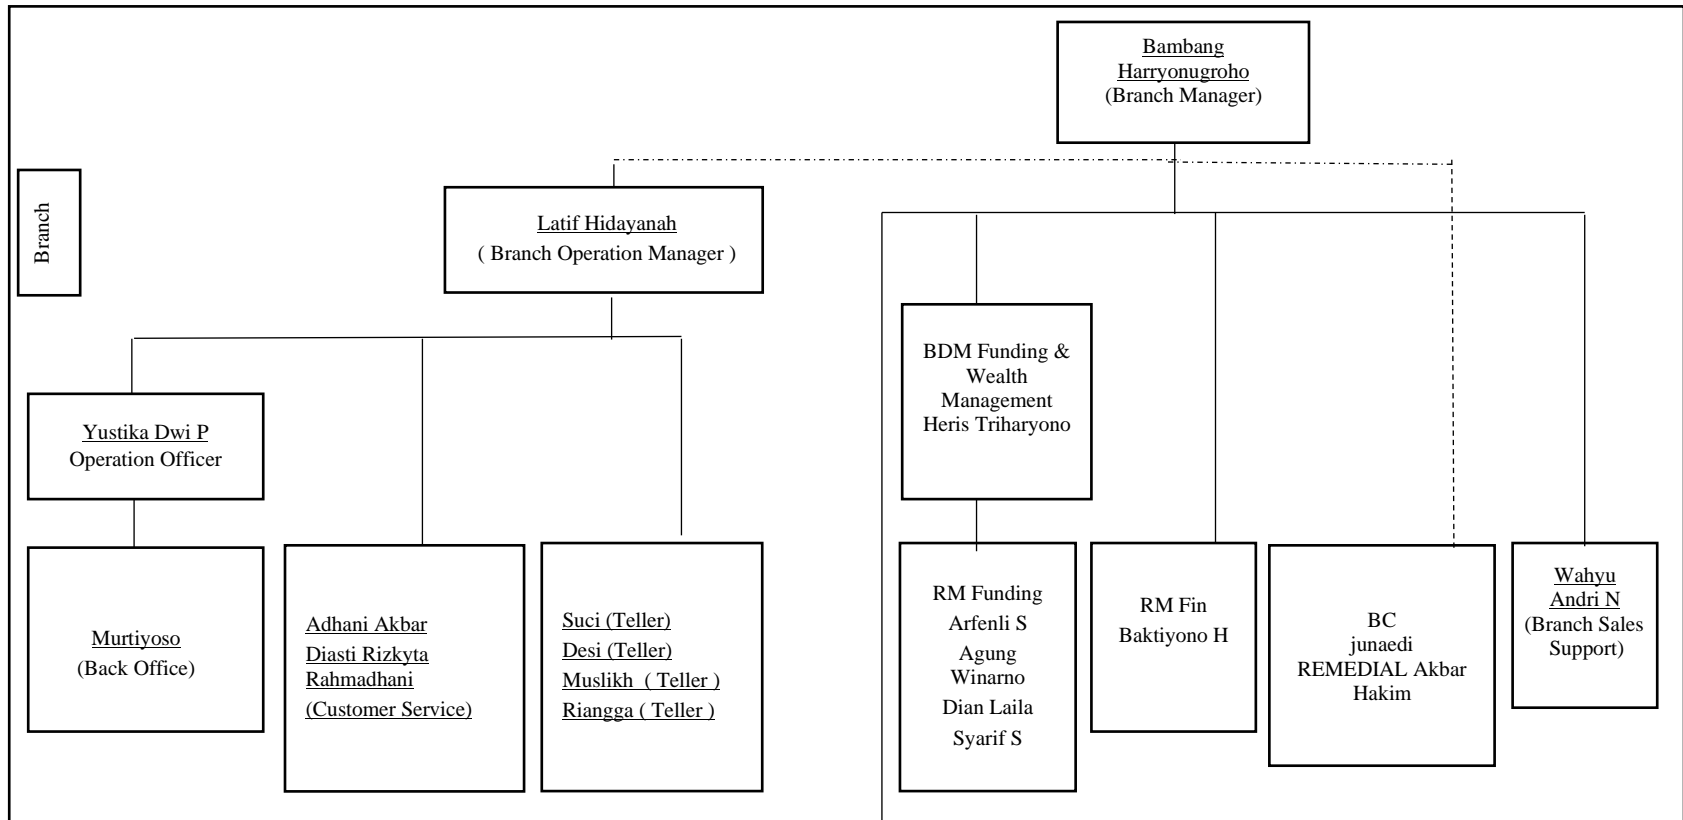 Bambang
Harryonugroho
(Branch Manager)
Branch
Latif Hidayanah
( Branch Operation Manager )
BDM Funding &
Wealth
Management
Heris Triharyono
Yustika Dwi P
Operation Officer
Murtiyoso
(Back Office)
Adhani Akbar
Diasti Rizkyta
Rahmadhani
(Customer Service)
Suci (Teller)
Desi (Teller)
Muslikh ( Teller )
Riangga ( Teller )
RM Funding
Arfenli S
Agung
Winarno
Dian Laila
Syarif S
RM Fin
Baktiyono H
BC
junaedi
REMEDIAL Akbar
Hakim
Wahyu
Andri N
(Branch Sales
Support)